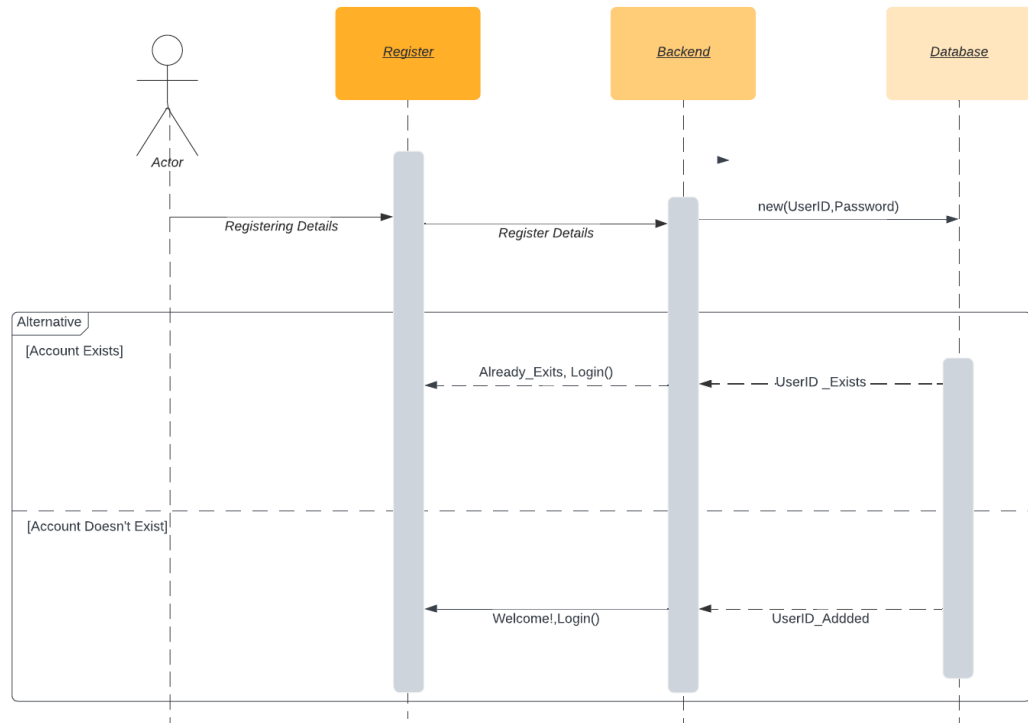 Register
Backend
Database
Actor
new(UserID,Password)
Registering Details
Register Details
Alternative
[Account Exists]
Already_Exits, Login()
UserID _Exists
[Account Doesn't Exist]
Welcome!,Login()
UserID_Addded